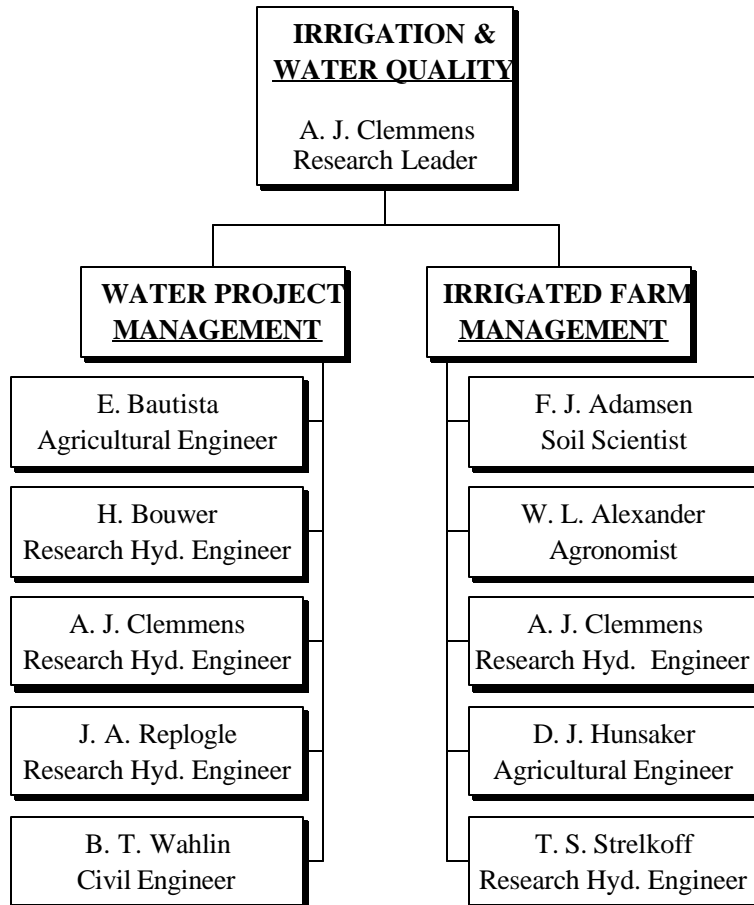 IRRIGATION &
WATER QUALITY
A. J. Clemmens
Research Leader
WATER PROJECT
MANAGEMENT
E. Bautista
Agricultural Engineer
H. Bouwer
Research Hyd. Engineer
A. J. Clemmens
Research Hyd. Engineer
J. A. Replogle
Research Hyd. Engineer
B. T. Wahlin
Civil Engineer
IRRIGATED FARM
MANAGEMENT
F. J. Adamsen
Soil Scientist
W. L. Alexander
Agronomist
A. J. Clemmens
Research Hyd. Engineer
D. J. Hunsaker
Agricultural Engineer
T. S. Strelkoff
Research Hyd. Engineer